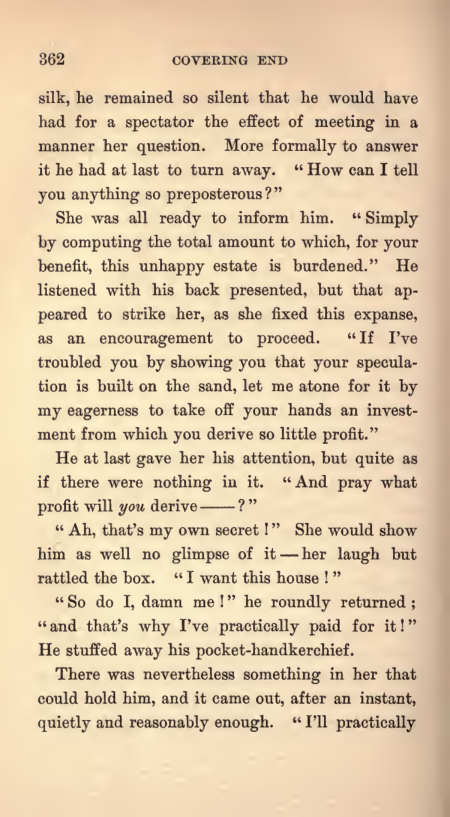 362 COVERING END
silk, he remained so silent that he would have
had for a spectator the effect of meeting in a
manner her question. More formally to answer
it he had at last to turn away. “How can I tell
you anything so preposterous?”
She was all ready to inform him. “Simply
by computing the total amount to which, for your
benefit, this unhappy estate is burdened.” He
listened with his back presented, but that ap-
peared to strike her, as she fixed this expanse,
as an encouragement to proceed. “If I’ve
troubled you by showing you that your specula-
tion is built on the sand, let me atone for it by
my eagerness to take off your hands an invest-
ment from which you derive so little profit.”
He at last gave her his attention, but quite as
if there were nothing in it. “And pray what
profit will you derive——?”
“Ah, that’s my own secret!” She would show
him as well no glimpse of it—her laugh but
rattled the box. “I want this house!”
“So do I, damn me!” he roundly returned;
“and that’s why I’ve practically paid for it!”
He stuffed away his pocket-handkerchief.
There was nevertheless something in her that
could hold him, and it came out, after an instant,
quietly and reasonably enough. “I’ll practically